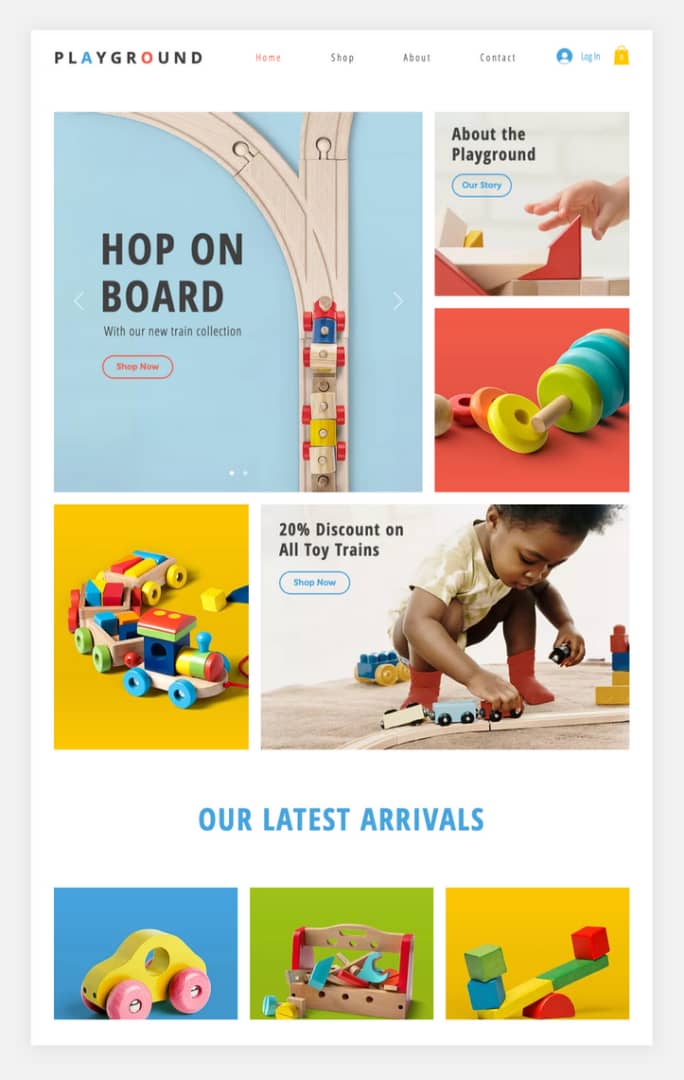 PLAYGROUND
Home
Shop
About
Contact
Log In
0
About the
Playground
Our Story
HOP ON
BOARD
With our new train collection
Shop Now
20% Discount on
All Toy Trains
Shop Now
OUR LATEST ARRIVALS